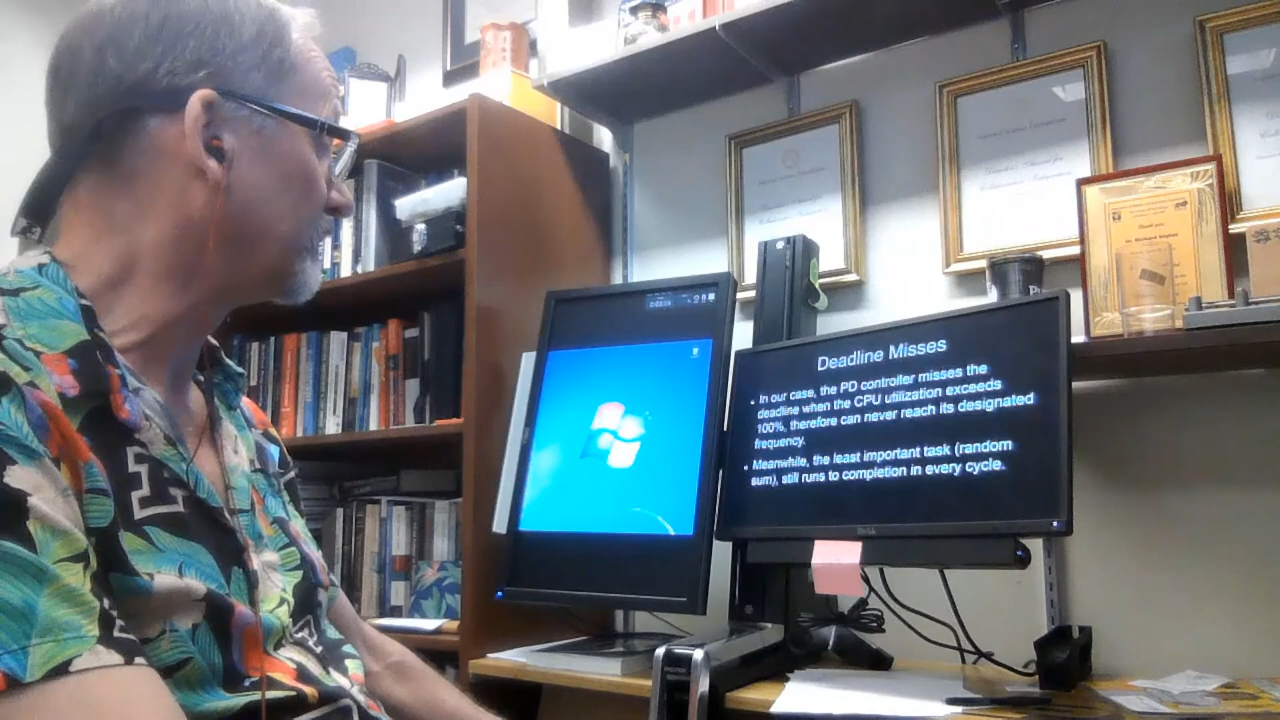 Deadline Misses
In our case, the PD controller misses the
deadline when the CPU utilization exceeds
100%, therefore can never reach its designated
frequency.
Meanwhile, the least important task (random
sum), still runs to completion in every cycle.
DELL
Thank you